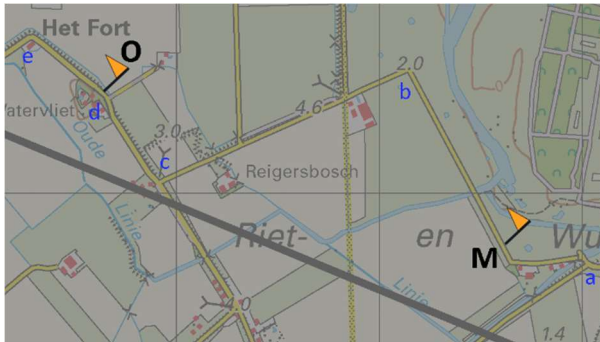 Het Fort
O
e
2.0
b
Watervliet
d
4.6
Oude
3.0
c
Reigersbosch
Linie
Riet-
en
Wu
M
a
Linie
4.0
1.4